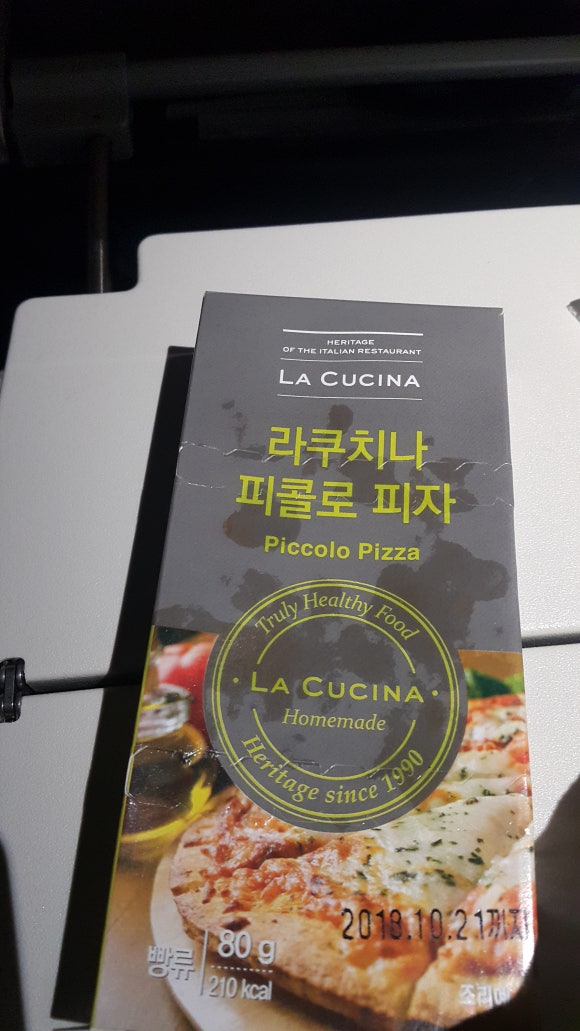 HERITAGE
OF THE ITALIAN RESTAURANT
LA CUCINA
라쿠치나
피콜로 피자
Piccolo Pizza
Truly Healthy Food
LA CUCINA
Homemade
Heritage since 1990
2018.10.21까지
빵류
80 g
210 kcal